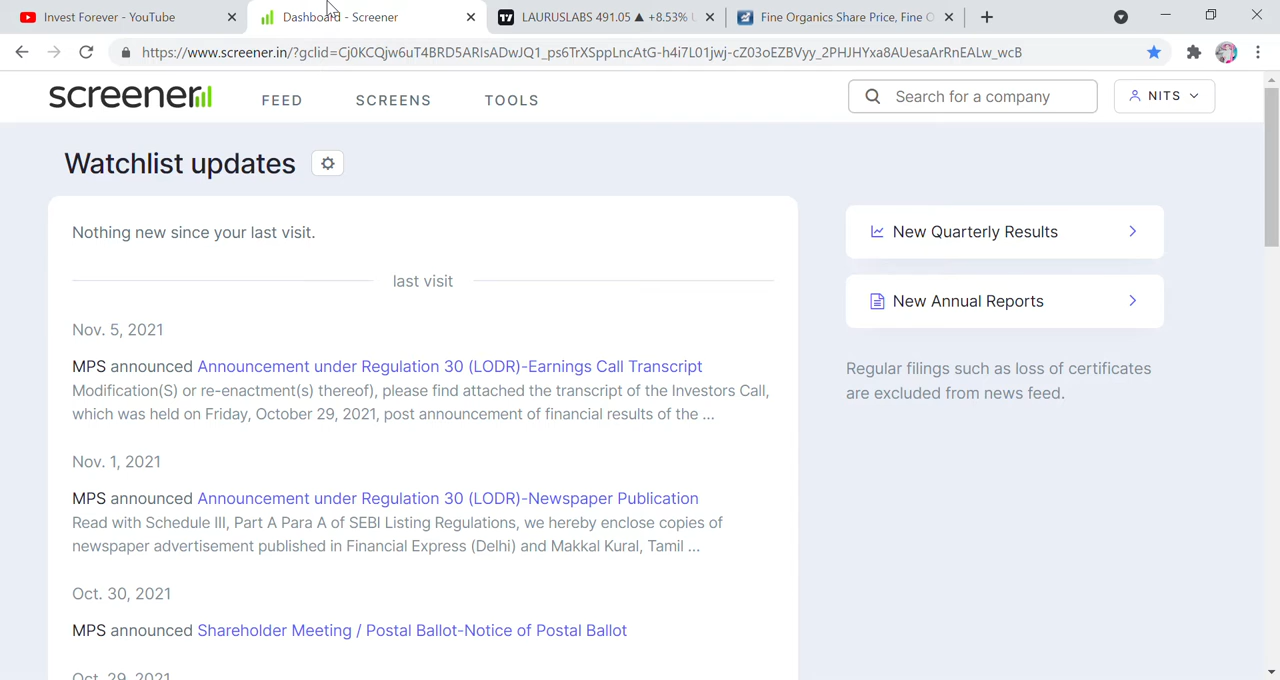 Invest Forever - YouTube
Dashboard - Screener
LAURUSLABS 491.05 ▲ +8.53%
Fine Organics Share Price, Fine O
https://www.screener.in/?gclid=Cj0KCQjw6uT4BRD5ARIsADwJQ1_ps6TrXSppLncAtG-h4i7L01jwj-cZ03oEZBVyy_2PHJHYxa8AUesaArRnEALw_wcB
screener
FEED
SCREENS
TOOLS
Search for a company
NITS
Watchlist updates
Nothing new since your last visit.
last visit
Nov. 5, 2021
MPS announced Announcement under Regulation 30 (LODR)-Earnings Call Transcript
Modification(S) or re-enactment(s) thereof), please find attached the transcript of the Investors Call,
which was held on Friday, October 29, 2021, post announcement of financial results of the ...
Nov. 1, 2021
MPS announced Announcement under Regulation 30 (LODR)-Newspaper Publication
Read with Schedule III, Part A Para A of SEBI Listing Regulations, we hereby enclose copies of
newspaper advertisement published in Financial Express (Delhi) and Makkal Kural, Tamil ...
Oct. 30, 2021
MPS announced Shareholder Meeting / Postal Ballot-Notice of Postal Ballot
Oct. 29, 2021
New Quarterly Results
New Annual Reports
Regular filings such as loss of certificates
are excluded from news feed.